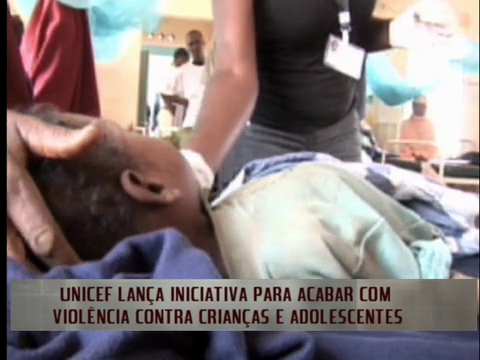 UNICEF LANÇA INICIATIVA PARA ACABAR COM
VIOLÊNCIA CONTRA CRIANÇAS E ADOLESCENTES